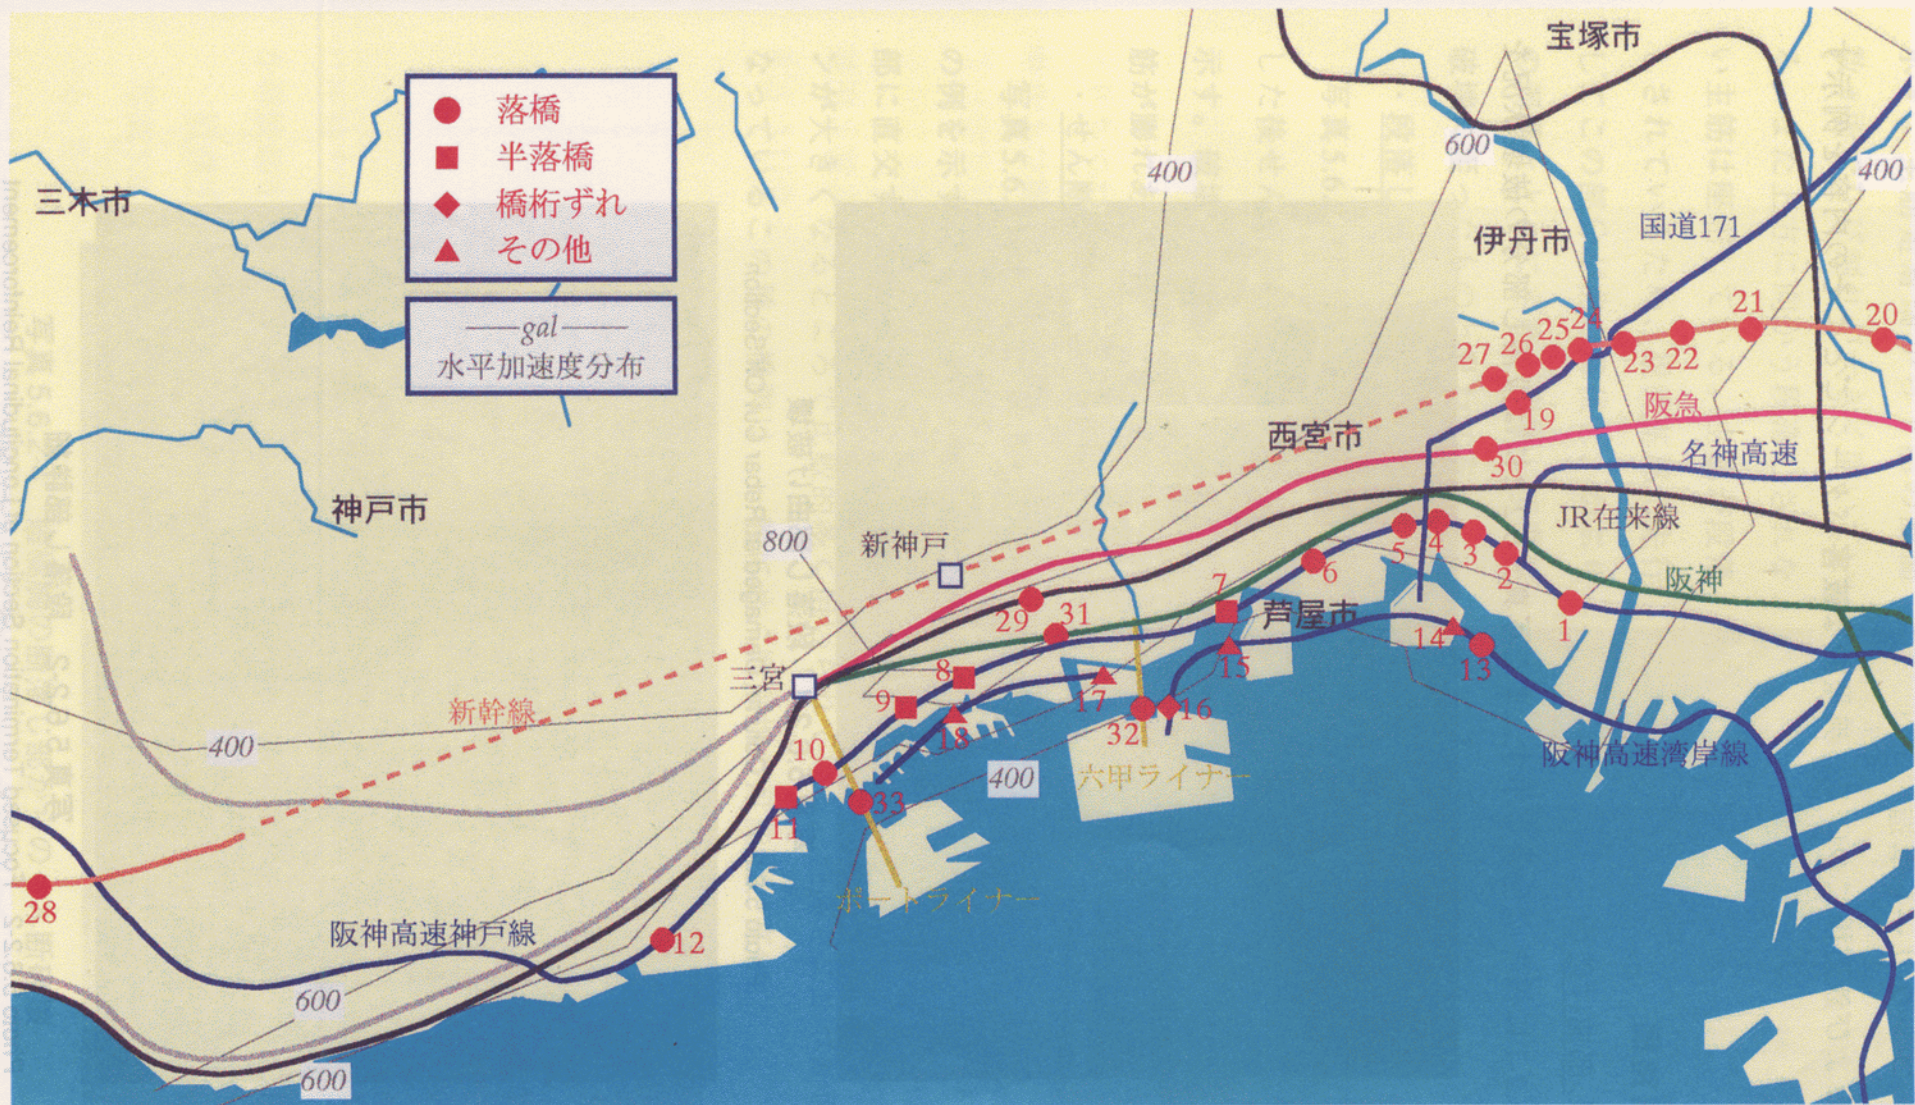 宝塚市
落橋
半落橋
橋桁ずれ
その他
gal
水平加速度分布
三木市
400
600
400
国道171
伊丹市
27
26
25
24
23
22
21
20
19
阪急
西宮市
30
名神高速
神戸市
JR在来線
800
新神戸
5
4
3
2
6
7
阪神
29
31
芦屋市
1
14
13
15
三宮
8
9
17
16
新幹線
400
18
32
10
阪神高速湾岸線
400
六甲ライナー
33
11
28
ポートライナー
阪神高速神戸線
12
600
600